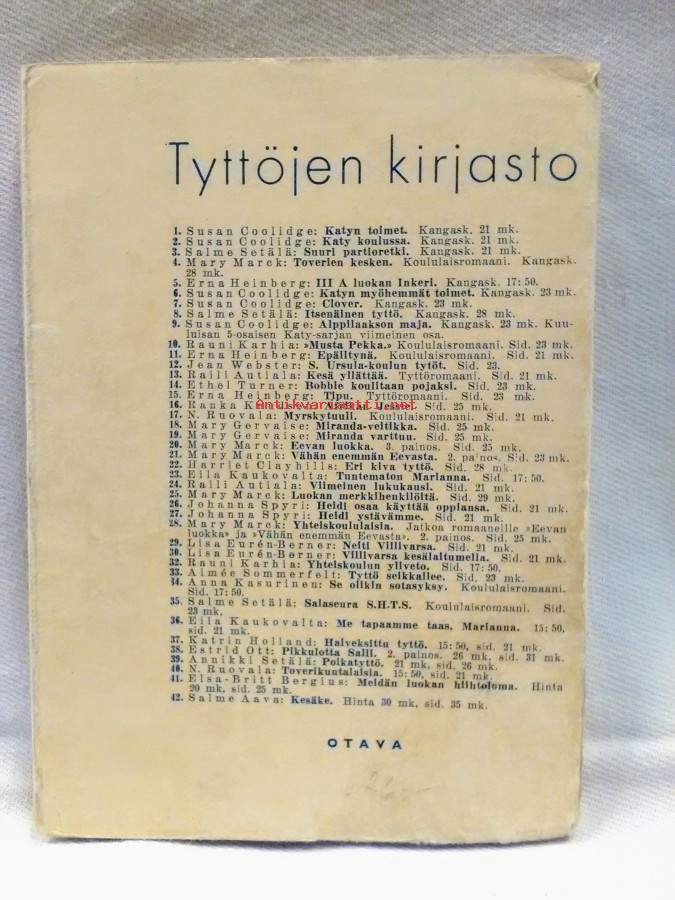 Tyttöjen kirjasto
1. Susan Coolidge: Katyn toimet. Kangask. 21 mk.
2. Susan Coolidge: Katy koulussa. Kangask. 21 mk.
3. Salme Setälä: Suuri partioretki. Kangask. 21 mk.
4. Mary Marck: Toverien kesken. Koululaisromaani. Kangask.
28 mk.
5. Erna Heinberg: III A luokan Inkeri. Kangask. 17:50.
6. Susan Coolidge: Katyn myöhemmät toimet. Kangask. 23 mk.
7. Susan Coolidge: Clover. Kangask. 23 mk.
8. Salme Setälä: Itsenäinen tyttö. Kangask. 28 mk.
9. Susan Coolidge: Alppilaakson maja. Kangask. 23 mk. Kuu-
luisan 5-osaisen Katy-sarjan viimeinen osa.
10. Rauni Karhia: »Musta Pekka.» Koululaisromaani. Sid. 23 mk.
11. Erna Heinberg: Epäiltynä. Koululaisromaani. Sid. 21 mk.
12. Jean Webster: S. Ursula-koulun tytöt. Sid. 23.
13. Raili Autiala: Kesä yllättää. Tyttöromaani. Sid. 21 mk.
14. Ethel Turner: Bobbie koulitaan pojaksi. Sid. 23 mk.
15. Erna Heinberg: Tipu. Tyttöromaani. Sid. 23 mk.
Antikvariaatti.net
16. Ranka Sid. 25 mk.
17. N. Ruovala: Myrskytuuli. Koululaisromaani. Sid. 21 mk.
18. Mary Gervaise: Miranda-veitikka. Sid. 25 mk.
19. Mary Gervaise: Miranda varttuu. Sid. 25 mk.
20. Mary Marck: Eevan luokka. 3. painos. Sid. 25 mk.
21. Mary Marck: Vähän enemmän Eevasta. 2. painos. Sid. 23 mk.
22. Harriet Clayhills: Eri kiva tyttö. Sid. 28 mk.
23. Eila Kaukovalta: Tuntematon Marianna. Sid. 17:50.
24. Raili Autiala: Viimeinen lukukausi. Sid. 21 mk.
25. Mary Marck: Luokan merkkihenkilöltä. Sid. 29 mk.
26. Johanna Spyri: Heidi osaa käyttää oppiansa. Sid. 21 mk.
27. Johanna Spyri: Heidi ystävämme. Sid. 21 mk.
28. Mary Marck: Yhteiskoululaisia. Jatkoa romaaneille »Eevan
luokka» ja »Vähän enemmän Eevasta». 2. painos. Sid. 25 mk.
29. Lisa Eurén-Berner: Neiti Villivarsa. Sid. 21 mk.
30. Lisa Eurén-Berner: Villivarsa kesälaitumella. Sid. 21 mk.
32. Rauni Karhia: Yhteiskoulun yliveto. Sid. 17:50.
33. Aimée Sommerfelt: Tyttö seikkailee. Sid. 23 mk.
34. Anna Kasurinen: Se olikin sotasyksy. Koululaisromaani.
Sid. 17:50.
35. Salme Setälä: Salaseura S.H.T.S. Koululaisromaani. Sid.
23 mk.
36. Eila Kaukovalta: Me tapaamme taas, Marianna. 15:50,
sid. 21 mk.
37. Katrin Holland: Halveksittu tyttö. 15:50, sid. 21 mk.
38. Estrid Ott: Pikkulotta Salli. 2. painos. 26 mk, sid. 31 mk.
39. Annikki Setälä: Poikatyttö. 21 mk, sid. 26 mk.
40. N. Ruovala: Toverikuntalaisia. 15:50, sid. 21 mk.
41. Elsa-Britt Bergius: Meidän luokan hiihtoloma. Hinta
20 mk, sid. 25 mk.
42. Salme Aava: Kesäke. Hinta 30 mk, sid. 35 mk.
OTAVA